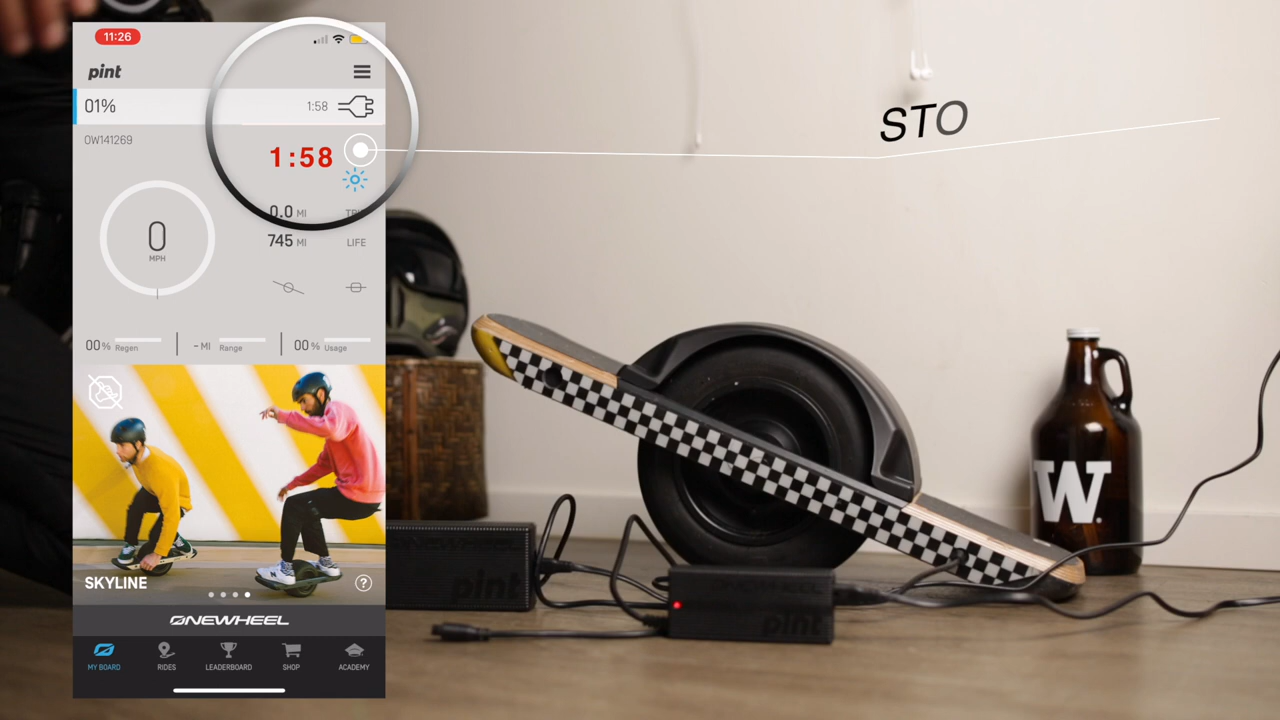 11:26
pint
01%
1:58
OW141269
1:58
0.0 MI
745 MI
LIFE
0
MPH
00% Regen
- MI Range
00% Usage
SKYLINE
?
ONEWHEEL
MY BOARD
RIDES
LEADERBOARD
SHOP
ACADEMY
STO
W
pint
pint